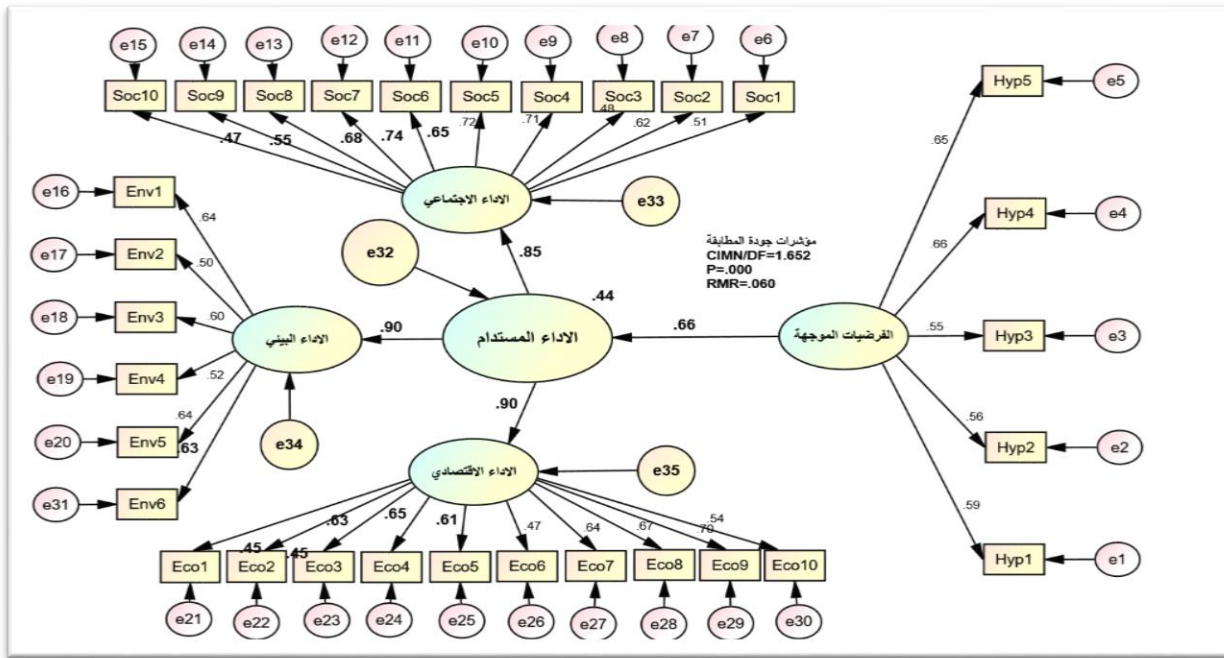 e15 e14 e13 e12 e11 e10 e9 e8 e7 e6
Soc10 Soc9 Soc8 Soc7 Soc6 Soc5 Soc4 Soc3 Soc2 Soc1
.47 .55 .68 .74 .65 .72 .71 .48 .62 .51
الاداء الاجتماعي
e33
e32
.85
e16 Env1 .64
e17 Env2 .50
e18 Env3 .60
e19 Env4 .52
e20 Env5 .64
e31 Env6 .63
الاداء البيئي
e34
.90
الاداء المستدام
.44
.66
مؤشرات جودة المطابقة
CIMN/DF=1.652
P=.000
RMR=.060
الفرضيات الموجهة
.65 Hyp5 e5
.66 Hyp4 e4
.55 Hyp3 e3
.56 Hyp2 e2
.59 Hyp1 e1
.90
الاداء الاقتصادي
e35
.45 .63 .45 .65 .61 .47 .64 .67 .70 .54
Eco1 Eco2 Eco3 Eco4 Eco5 Eco6 Eco7 Eco8 Eco9 Eco10
e21 e22 e23 e24 e25 e26 e27 e28 e29 e30